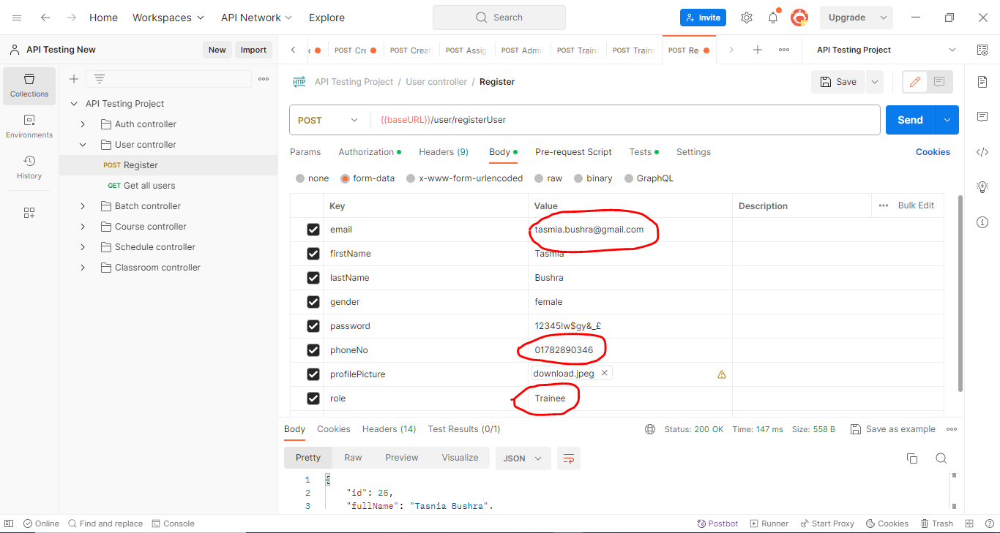 Home Workspaces API Network Explore Search Invite Upgrade
API Testing New New Import POST Cre POST Creat POST Assig POST Admi POST Traine POST Traine POST Re API Testing Project
Collections
Environments
History
API Testing Project
Auth controller
User controller
POST Register
GET Get all users
Batch controller
Course controller
Schedule controller
Classroom controller
HTTP API Testing Project / User controller / Register Save
POST {{baseURL}}/user/registerUser Send
Params Authorization Headers (9) Body Pre-request Script Tests Settings Cookies
none form-data x-www-form-urlencoded raw binary GraphQL
Key Value Description Bulk Edit
email tasmia.bushra@gmail.com
firstName Tasmia
lastName Bushra
gender female
password 12345!w$gy&_£
phoneNo 01782890346
profilePicture download.jpeg
role Trainee
Body Cookies Headers (14) Test Results (0/1) Status: 200 OK Time: 147 ms Size: 558 B Save as example
Pretty Raw Preview Visualize JSON
1 {
2 "id": 25,
3 "fullName": "Tasnia Bushra",
Online Find and replace Console Postbot Runner Start Proxy Cookies Trash